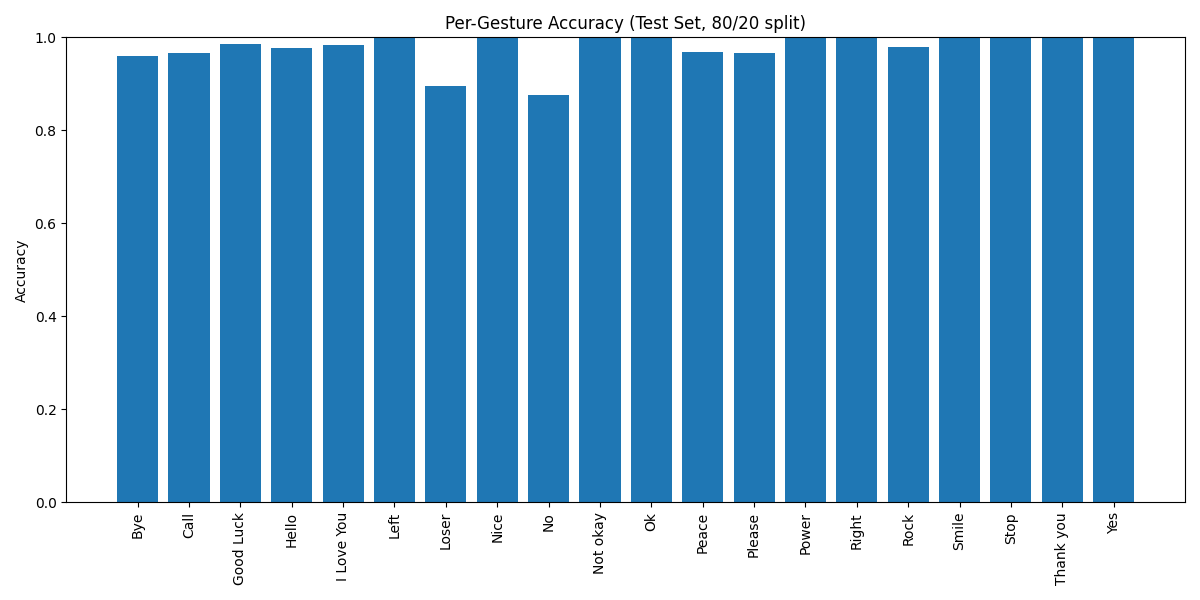 Per-Gesture Accuracy (Test Set, 80/20 split)
Accuracy
1.0
0.8
0.6
0.4
0.2
0.0
Bye
Call
Good Luck
Hello
I Love You
Left
Loser
Nice
No
Not okay
Ok
Peace
Please
Power
Right
Rock
Smile
Stop
Thank you
Yes